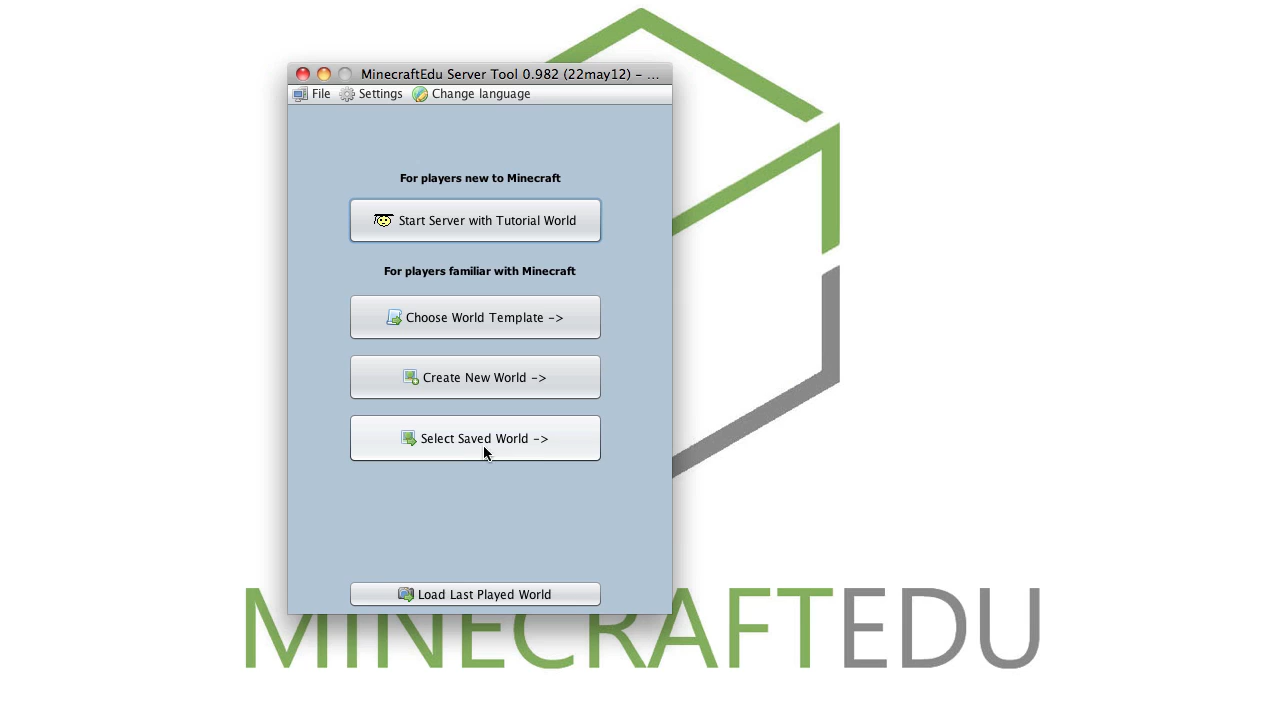 MinecraftEdu Server Tool 0.982 (22may12) – ...
File Settings Change language
For players new to Minecraft
Start Server with Tutorial World
For players familiar with Minecraft
Choose World Template ->
Create New World ->
Select Saved World ->
Load Last Played World
MINECRAFTEDU